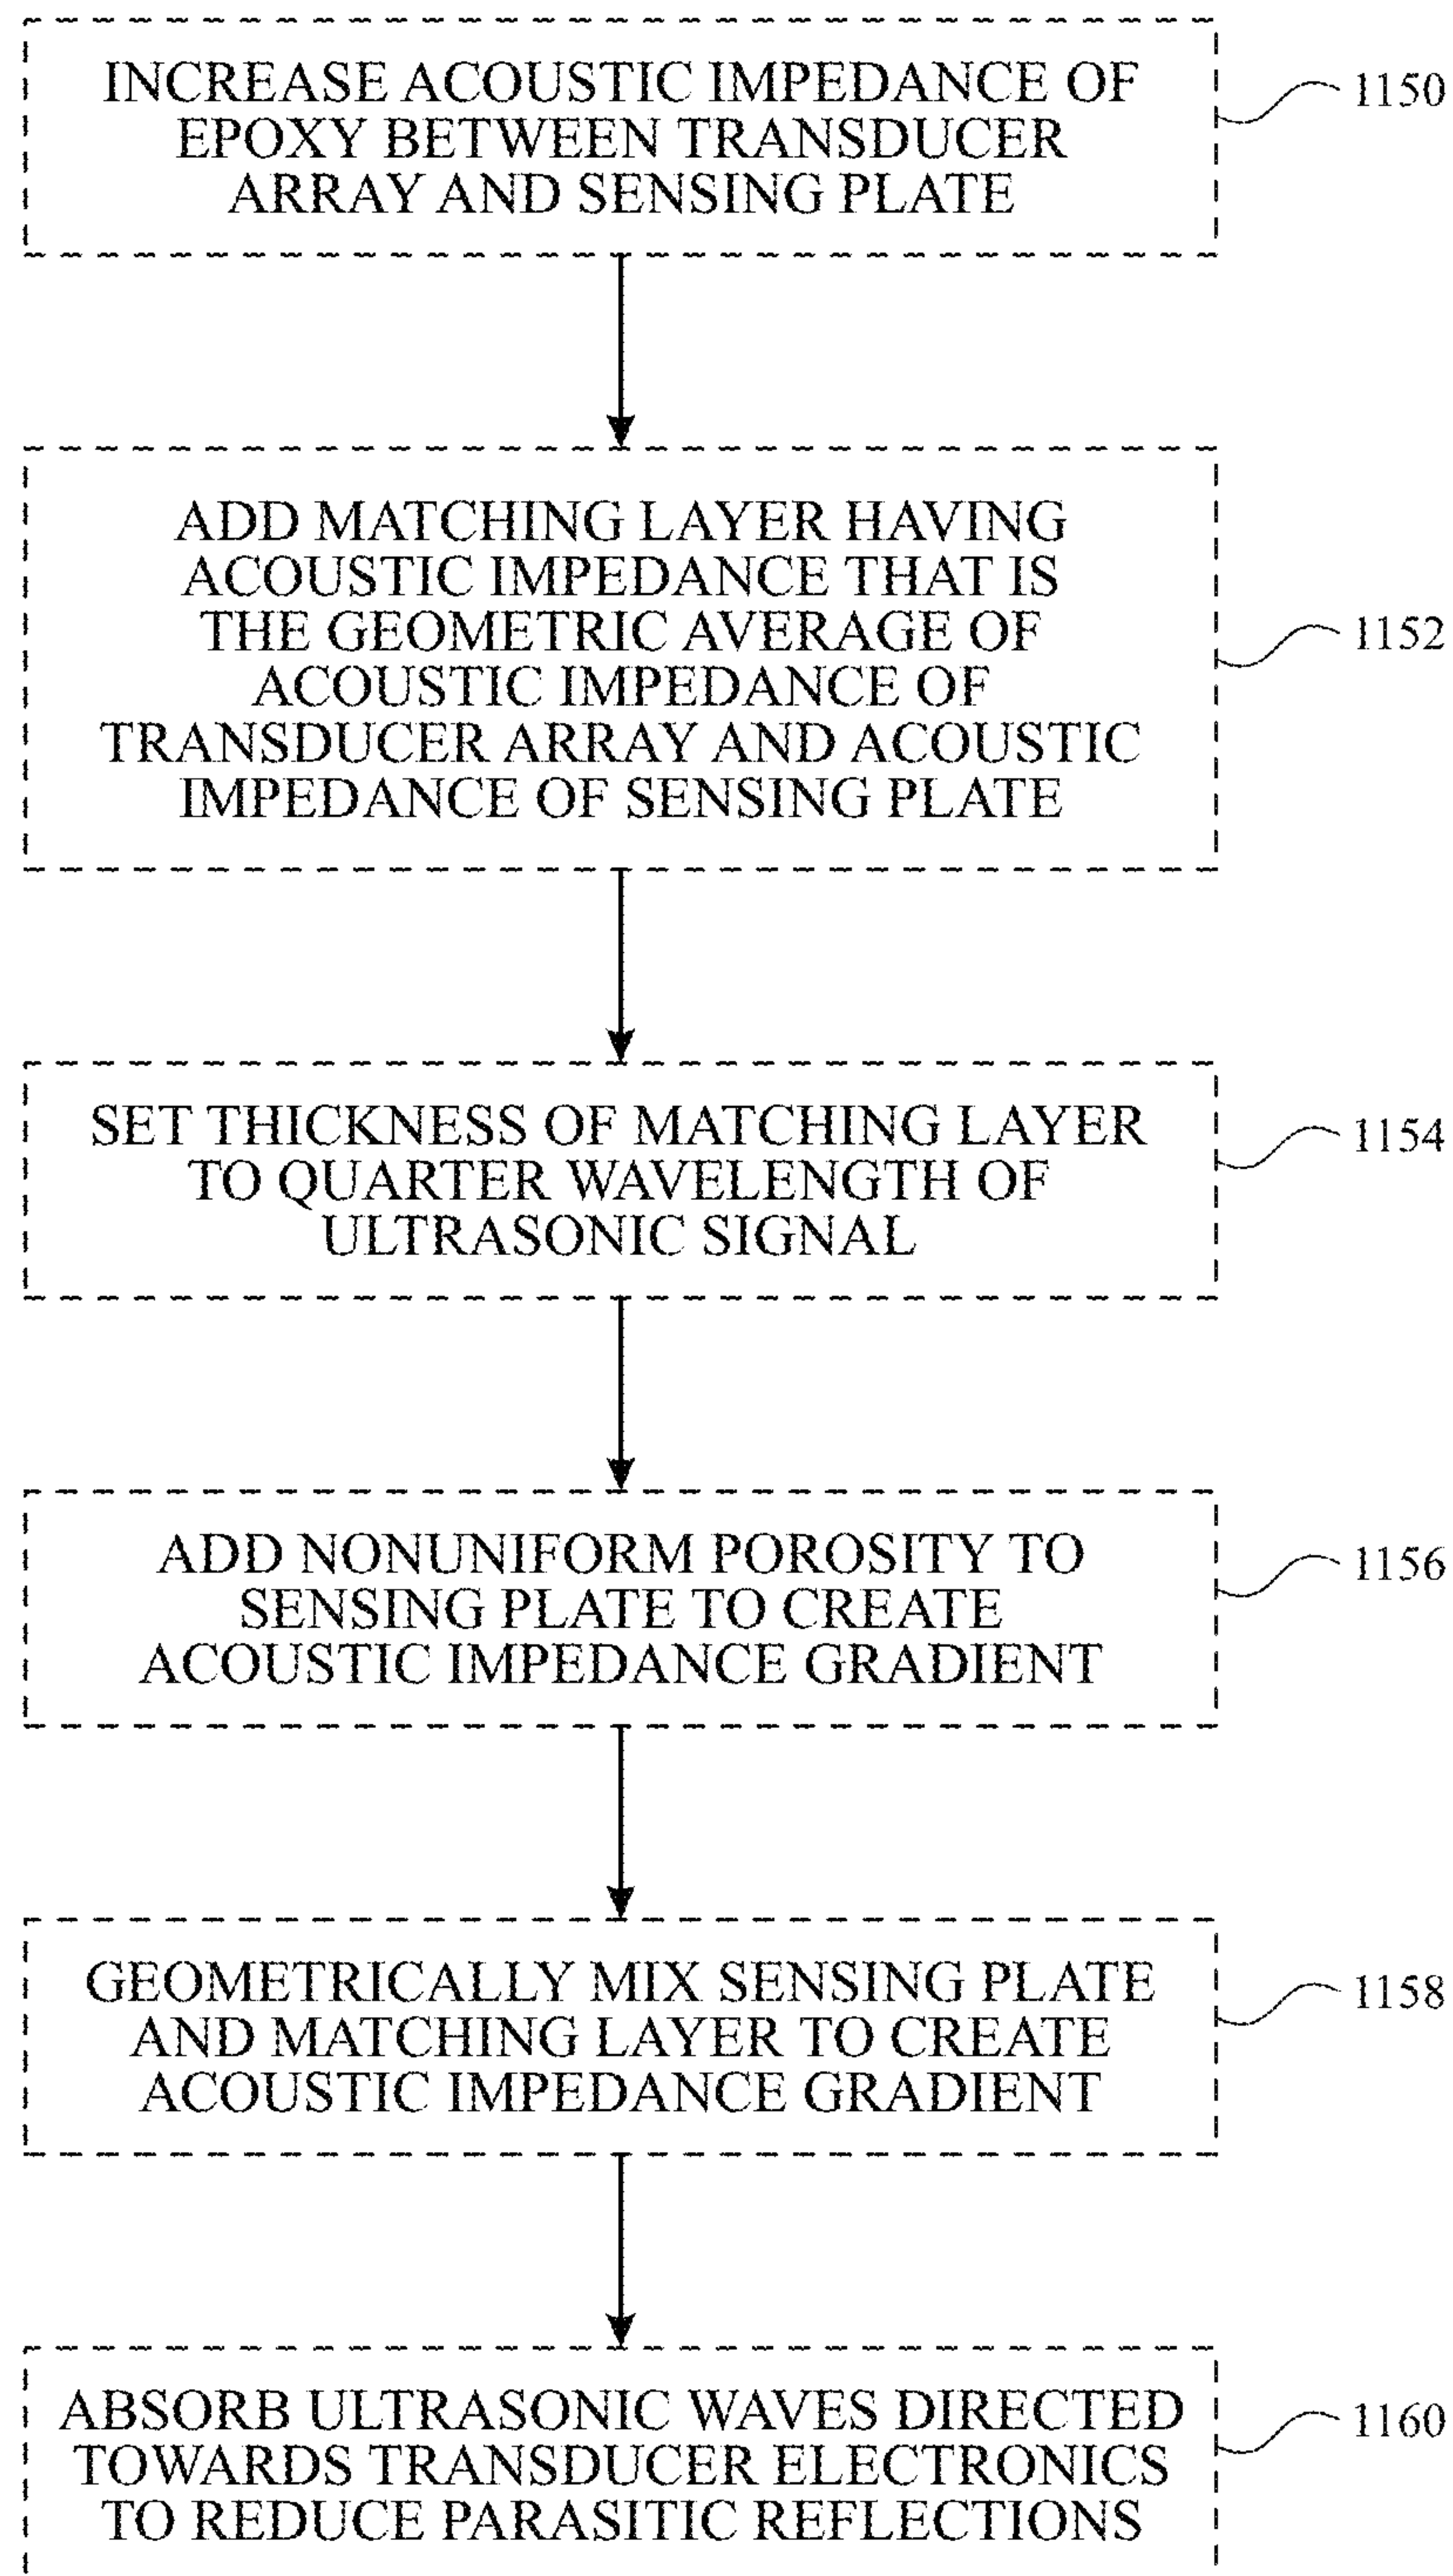 INCREASE ACOUSTIC IMPEDANCE OF
EPOXY BETWEEN TRANSDUCER
ARRAY AND SENSING PLATE
1150
ADD MATCHING LAYER HAVING
ACOUSTIC IMPEDANCE THAT IS
THE GEOMETRIC AVERAGE OF
ACOUSTIC IMPEDANCE OF
TRANSDUCER ARRAY AND ACOUSTIC
IMPEDANCE OF SENSING PLATE
1152
SET THICKNESS OF MATCHING LAYER
TO QUARTER WAVELENGTH OF
ULTRASONIC SIGNAL
1154
ADD NONUNIFORM POROSITY TO
SENSING PLATE TO CREATE
ACOUSTIC IMPEDANCE GRADIENT
1156
GEOMETRICALLY MIX SENSING PLATE
AND MATCHING LAYER TO CREATE
ACOUSTIC IMPEDANCE GRADIENT
1158
ABSORB ULTRASONIC WAVES DIRECTED
TOWARDS TRANSDUCER ELECTRONICS
TO REDUCE PARASITIC REFLECTIONS
1160